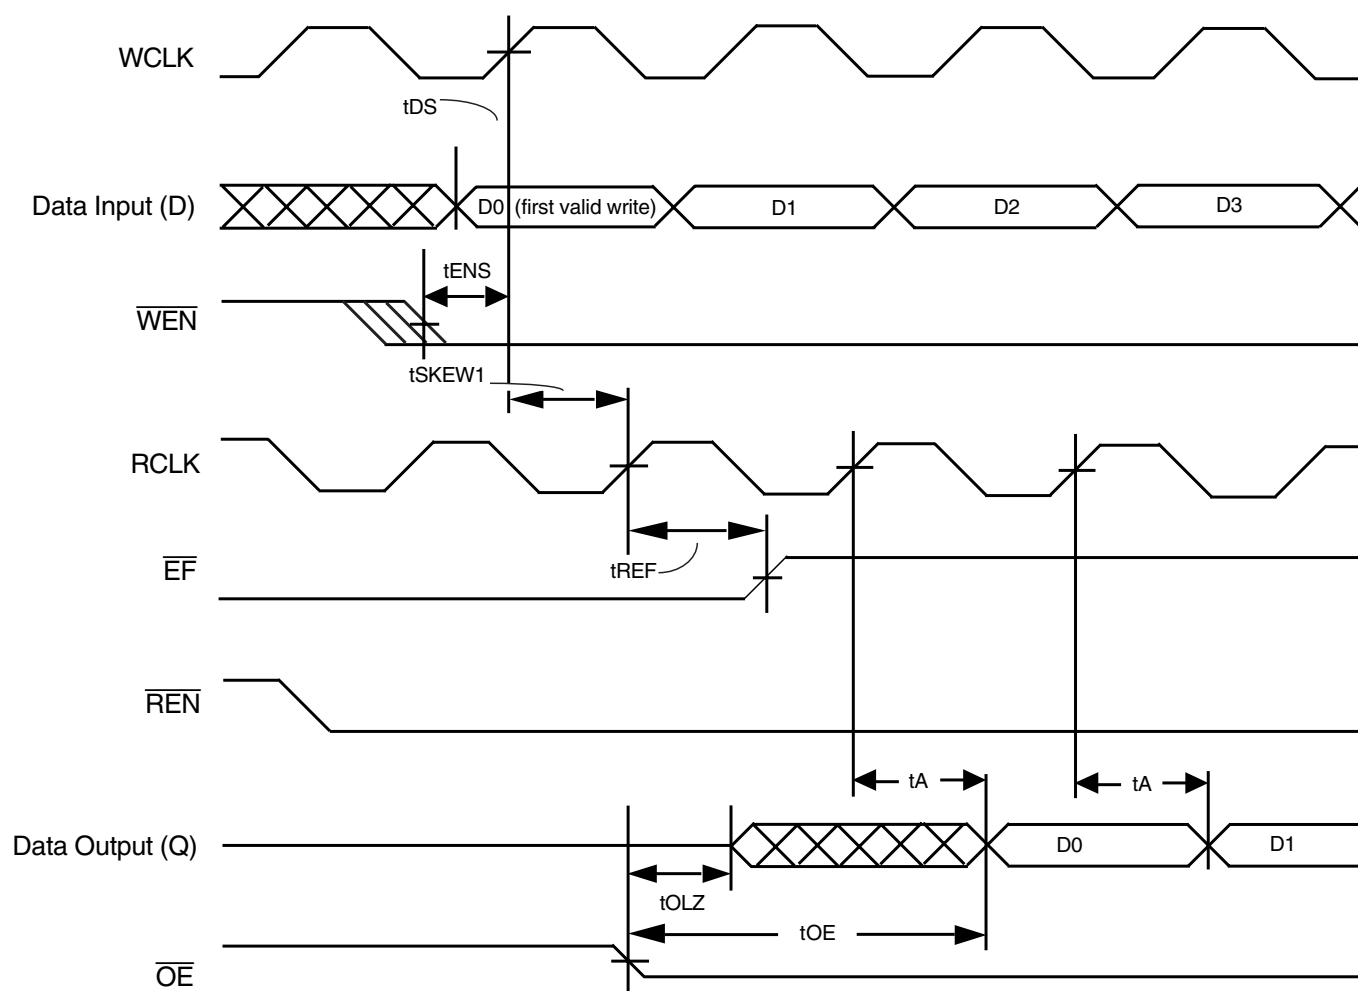 WCLK
tDS
Data Input (D)
D0 (first valid write)
D1
D2
D3
tENS
WEN
tSKEW1
RCLK
EF
tREF
REN
tA
tA
Data Output (Q)
D0
D1
tOLZ
tOE
OE